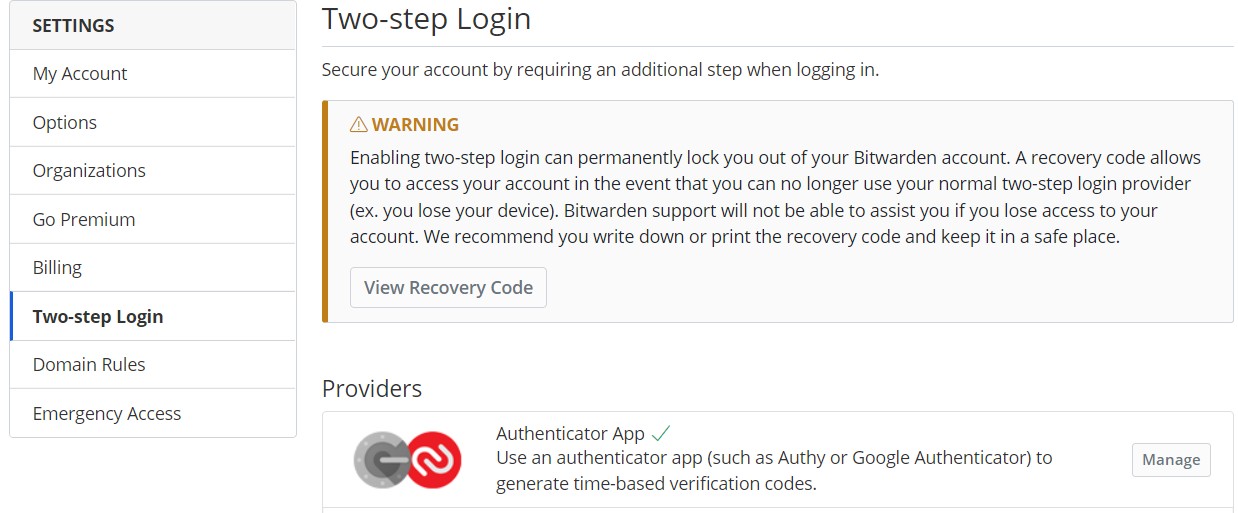 SETTINGS
My Account
Options
Organizations
Go Premium
Billing
Two-step Login
Domain Rules
Emergency Access
Two-step Login
Secure your account by requiring an additional step when logging in.
WARNING
Enabling two-step login can permanently lock you out of your Bitwarden account. A recovery code allows
you to access your account in the event that you can no longer use your normal two-step login provider
(ex. you lose your device). Bitwarden support will not be able to assist you if you lose access to your
account. We recommend you write down or print the recovery code and keep it in a safe place.
View Recovery Code
Providers
Authenticator App
Use an authenticator app (such as Authy or Google Authenticator) to
generate time-based verification codes.
Manage